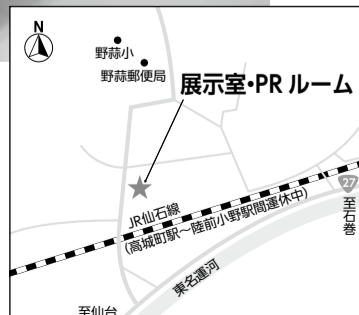 N
野蒜小
野蒜郵便局
展示室・PRルーム
JR仙石線
(高城町駅〜陸前小野駅間運休中)
27
至石巻
東名運河
至仙台